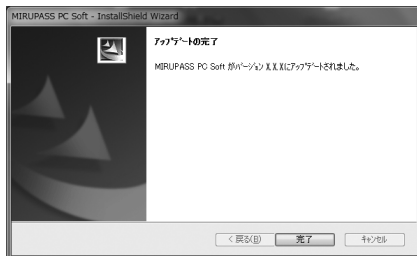 MIRUPASS PC Soft - InstallShield Wizard
ｱｯﾌﾟﾃﾞｰﾄの完了
MIRUPASS PC Soft がﾊﾞｰｼﾞｮﾝ X.X.Xにｱｯﾌﾟﾃﾞｰﾄされました。
< 戻る(B)
完了
ｷｬﾝｾﾙ